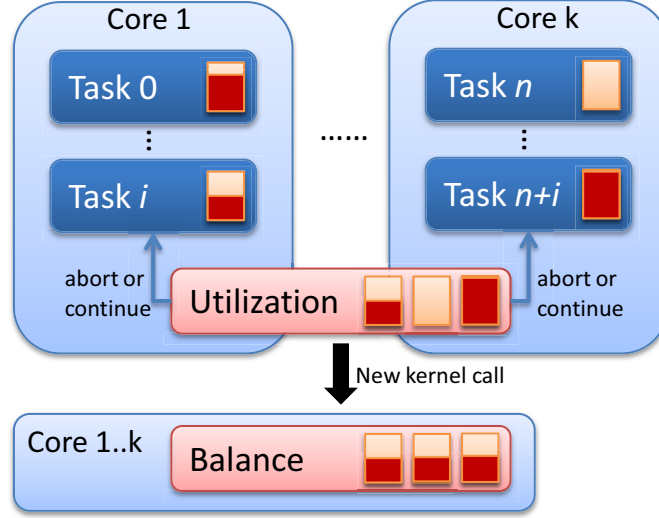 Core 1
Core k
Task 0
Task n
⋮
⋮
......
Task i
Task n+i
abort or
continue
Utilization
abort or
continue
New kernel call
Core 1..k
Balance